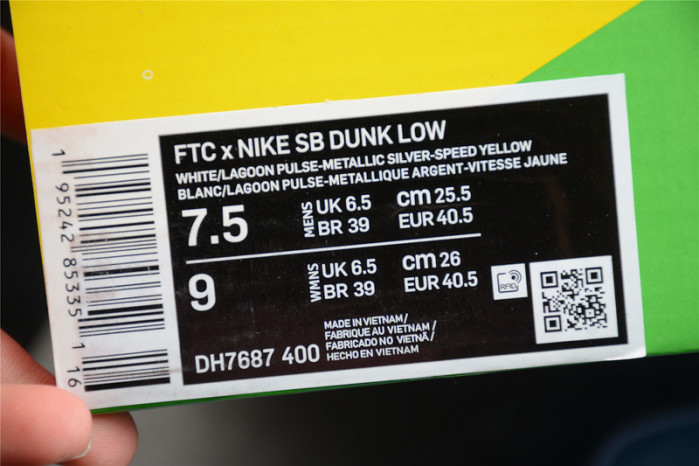 FTC x NIKE SB DUNK LOW
WHITE/LAGOON PULSE-METALLIC SILVER-SPEED YELLOW
BLANC/LAGOON PULSE-METALLIQUE ARGENT-VITESSE JAUNE
7.5 MENS UK 6.5 cm 25.5
BR 39 EUR 40.5
9 WMNS UK 6.5 cm 26
BR 39 EUR 40.5
RFID
DH7687 400
MADE IN VIETNAM/
FABRIQUE AU VIETNAM/
FABRICADO NO VIETNÃ/
HECHO EN VIETNAM
1 95242 85335 1 16